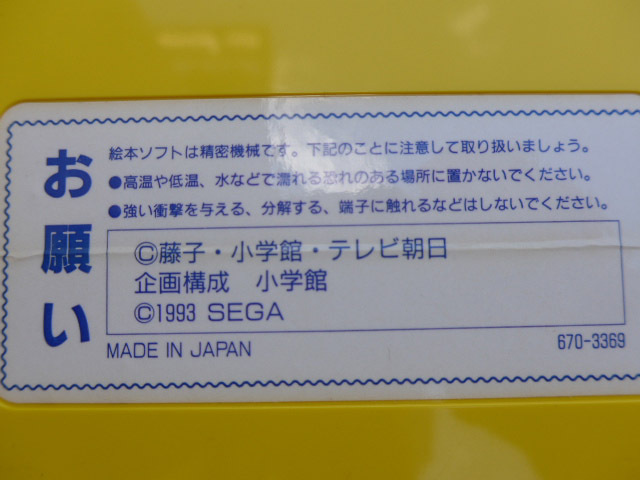 お願い
絵本ソフトは精密機械です。下記のことに注意して取り扱いましょう。
●高温や低温、水などで濡れる恐れのある場所に置かないでください。
●強い衝撃を与える、分解する、端子に触れるなどはしないでください。
©藤子・小学館・テレビ朝日
企画構成　小学館
©1993 SEGA
MADE IN JAPAN
670-3369